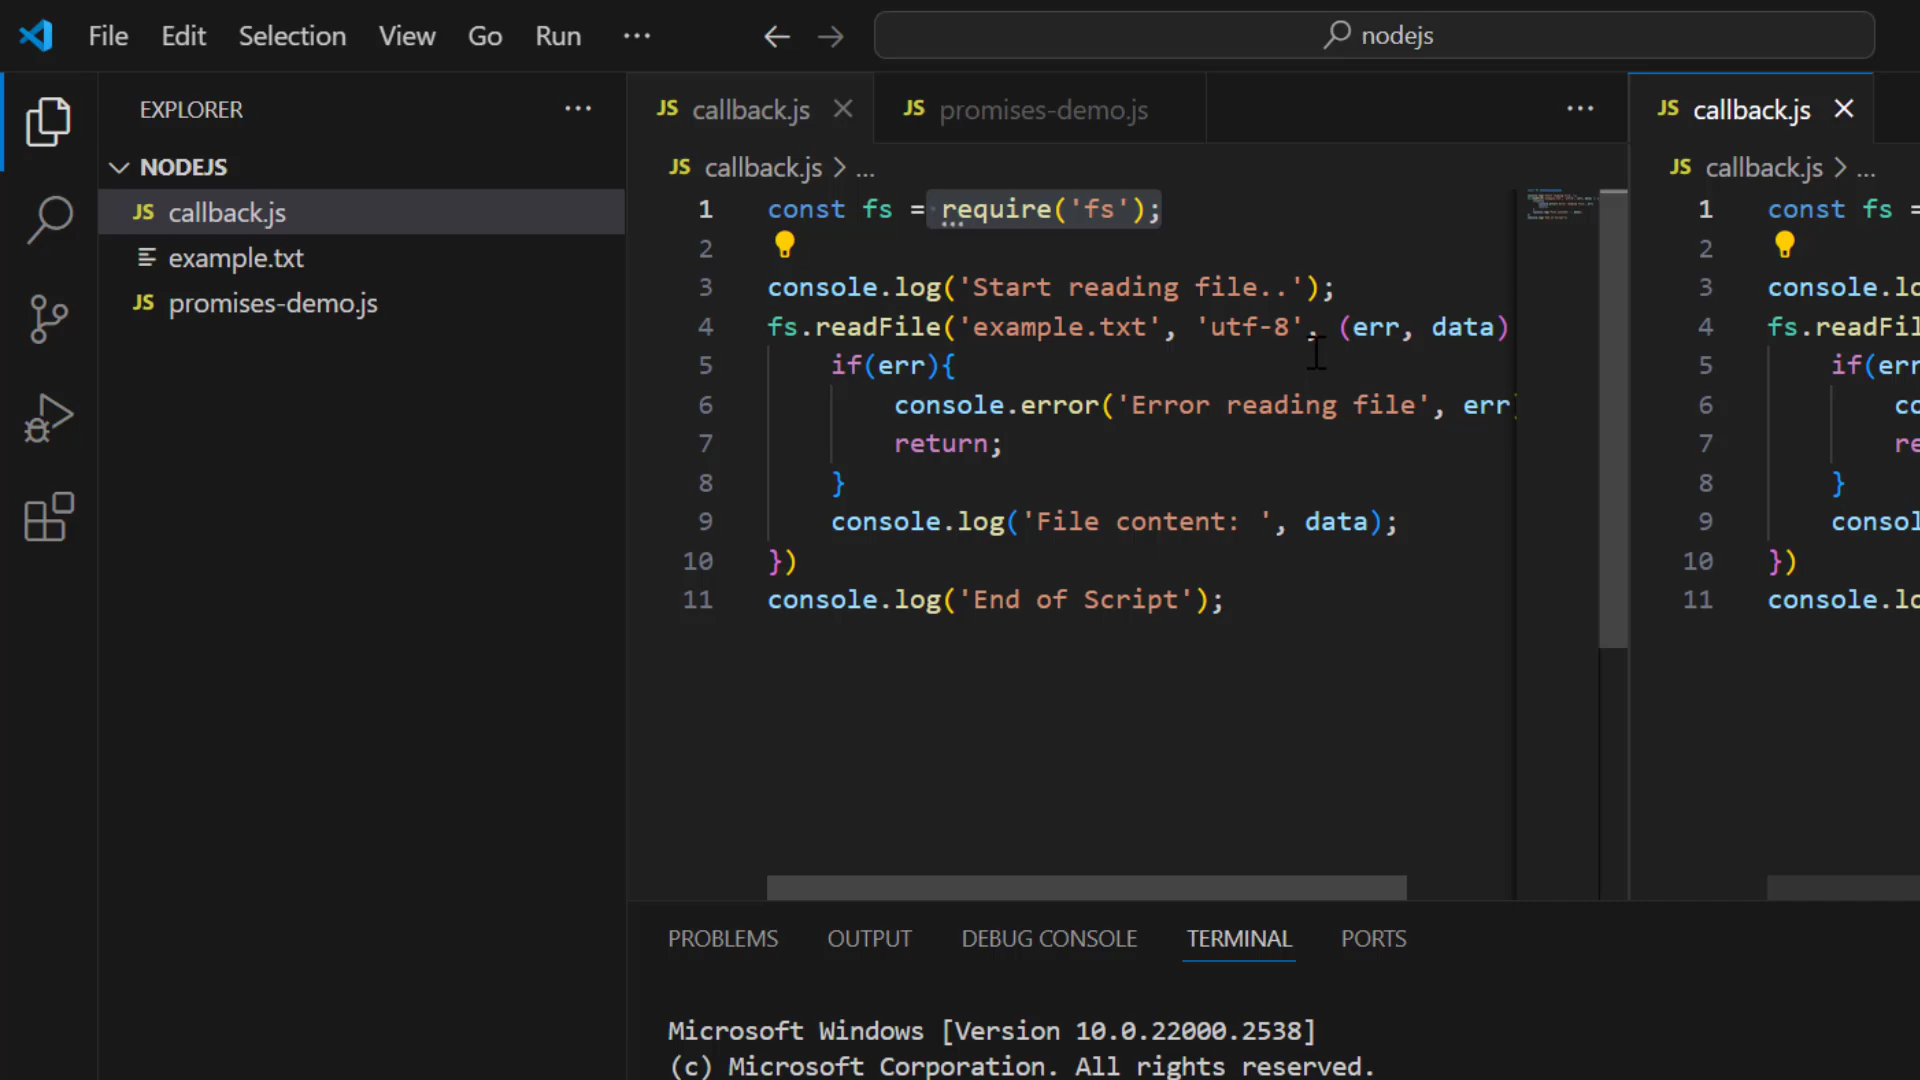 File Edit Selection View Go Run ··· nodejs
EXPLORER ···
NODEJS
JS callback.js
example.txt
JS promises-demo.js
JS callback.js JS promises-demo.js ···
JS callback.js > ...
1 const fs = require('fs');
2
3 console.log('Start reading file..');
4 fs.readFile('example.txt', 'utf-8', (err, data)
5 if(err){
6 console.error('Error reading file', err)
7 return;
8 }
9 console.log('File content: ', data);
10 })
11 console.log('End of Script');
JS callback.js
JS callback.js > ...
1 const fs =
2
3 console.lo
4 fs.readFil
5 if(err
6 co
7 re
8 }
9 consol
10 })
11 console.lo
PROBLEMS OUTPUT DEBUG CONSOLE TERMINAL PORTS
Microsoft Windows [Version 10.0.22000.2538]
(c) Microsoft Corporation. All rights reserved.